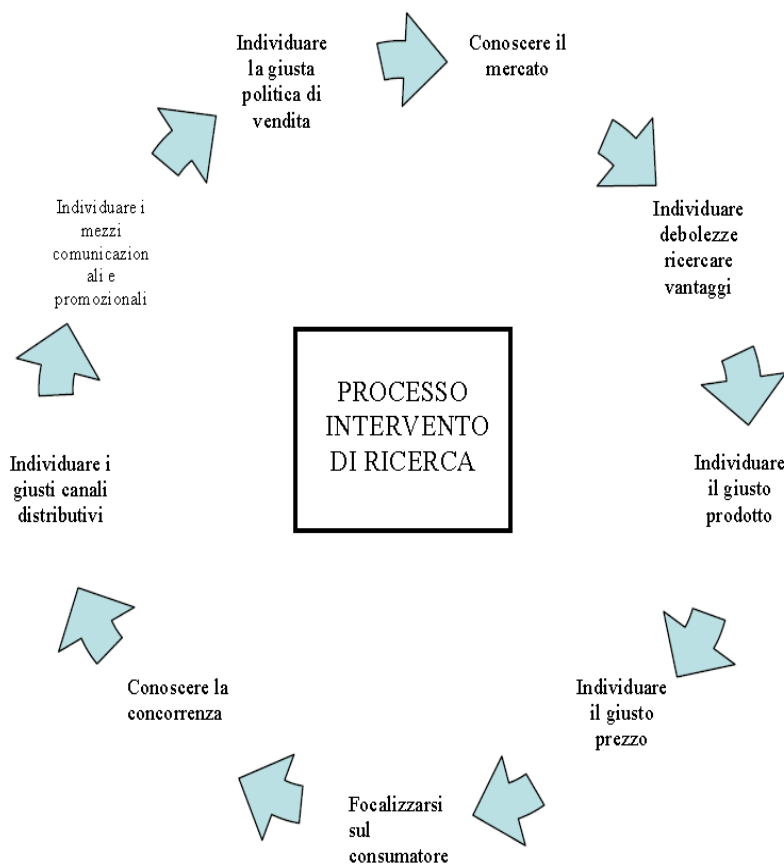 Individuare
la giusta
politica di
vendita
Conoscere il
mercato
Individuare
debolezze
ricercare
vantaggi
Individuare
il giusto
prodotto
Individuare
il giusto
prezzo
Focalizzarsi
sul
consumatore
Conoscere la
concorrenza
Individuare i
giusti canali
distributivi
Individuare i
mezzi
comunicazion
ali e
promozionali
PROCESSO
INTERVENTO
DI RICERCA